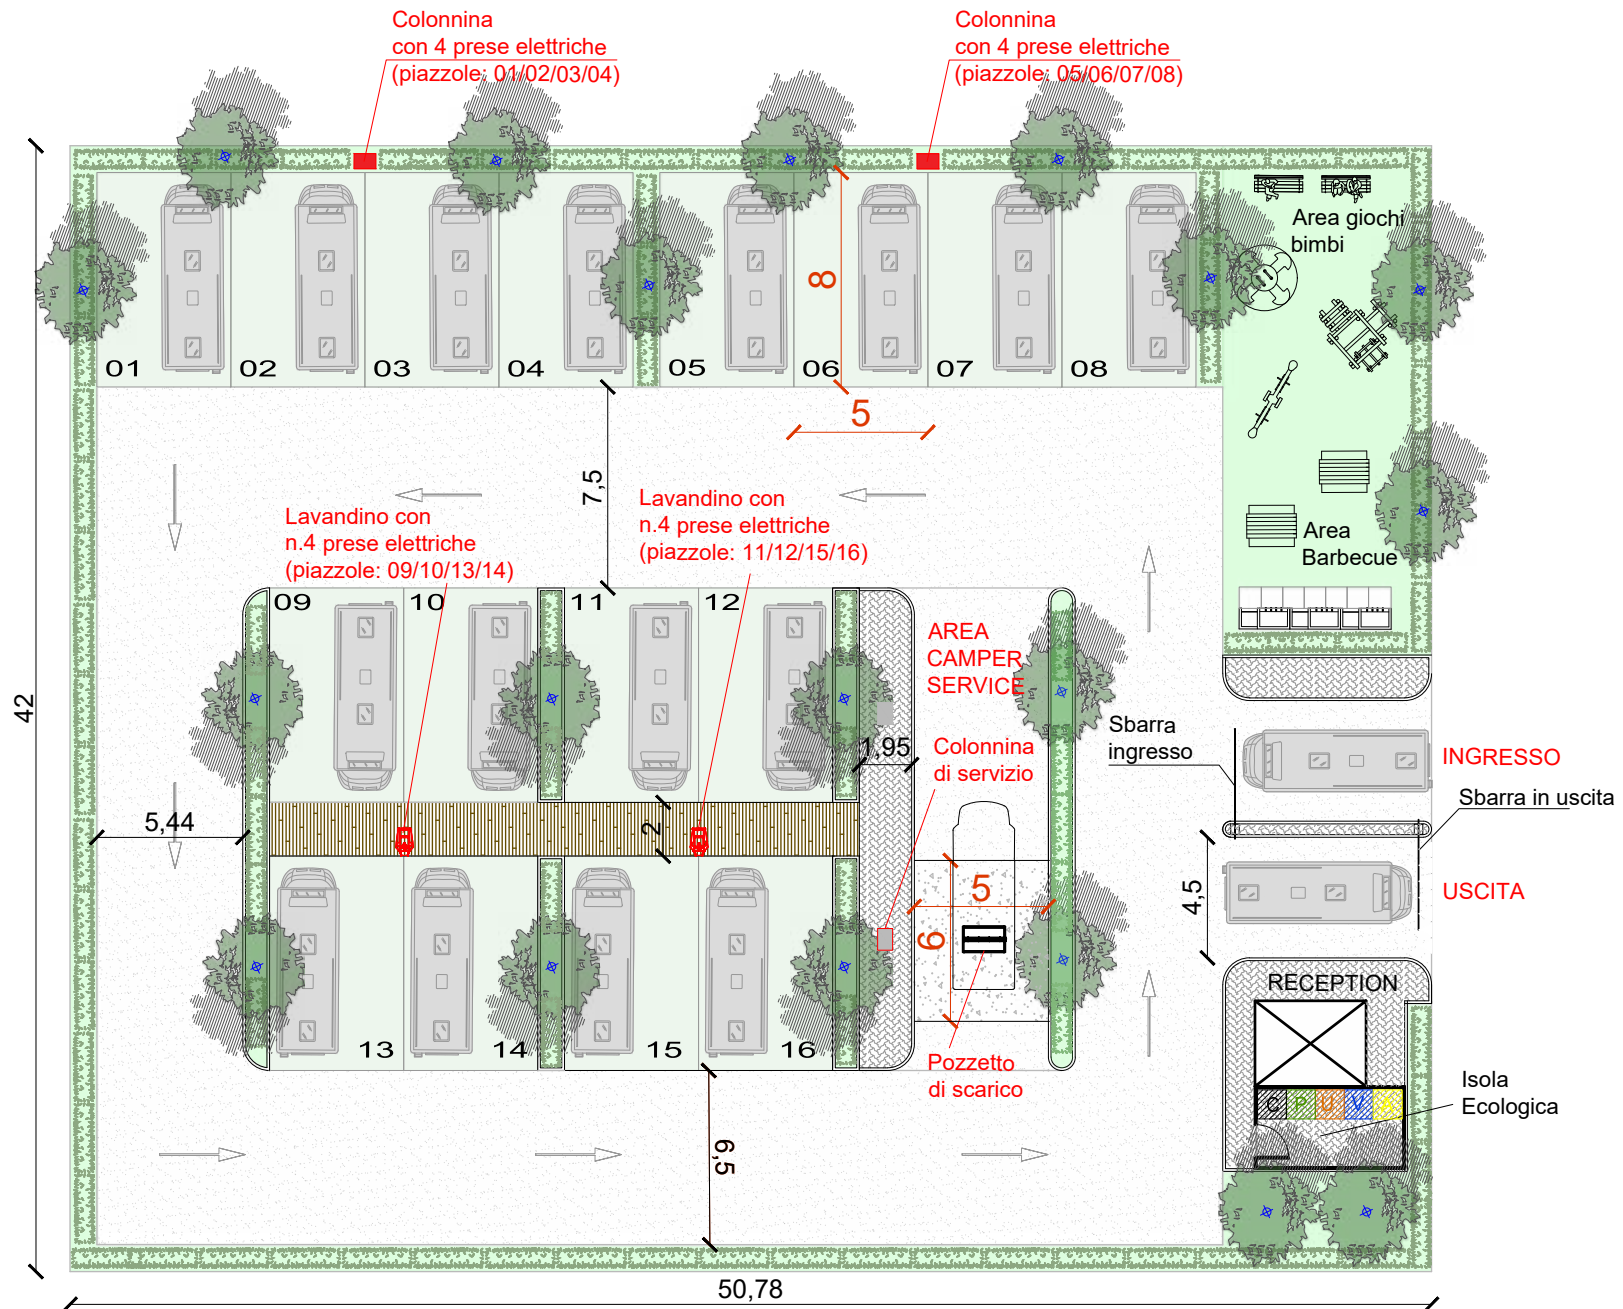 Colonnina
con 4 prese elettriche
(piazzole: 01/02/03/04)
Colonnina
con 4 prese elettriche
(piazzole: 05/06/07/08)
Area giochi
bimbi
01
02
03
04
05
06
07
08
8
5
7,5
Lavandino con
n.4 prese elettriche
(piazzole: 09/10/13/14)
Lavandino con
n.4 prese elettriche
(piazzole: 11/12/15/16)
Area
Barbecue
09
10
11
12
AREA
CAMPER
SERVICE
42
1,95
Colonnina
di servizio
Sbarra
ingresso
INGRESSO
Sbarra in uscita
5,44
2
4,5
USCITA
5
6
RECEPTION
13
14
15
16
Pozzetto
di scarico
Isola
Ecologica
C P U V A
6,5
50,78